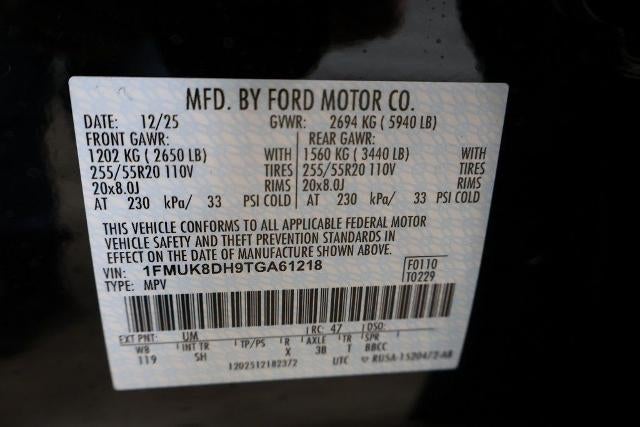 MFD. BY FORD MOTOR CO.
DATE: 12/25 GVWR: 2694 KG ( 5940 LB)
FRONT GAWR: REAR GAWR:
1202 KG ( 2650 LB) WITH 1560 KG ( 3440 LB) WITH
255/55R20 110V TIRES 255/55R20 110V TIRES
20x8.0J RIMS 20x8.0J RIMS
AT 230 kPa/ 33 PSI COLD AT 230 kPa/ 33 PSI COLD
THIS VEHICLE CONFORMS TO ALL APPLICABLE FEDERAL MOTOR
VEHICLE SAFETY AND THEFT PREVENTION STANDARDS IN
EFFECT ON THE DATE OF MANUFACTURE SHOWN ABOVE.
VIN: 1FMUK8DH9TGA61218 F0110
TYPE: MPV T0229
EXT PNT: UM RC: 47 DSO:
WB INT TR TP/PS R AXLE TR SPR
119 SH X 3B T BBCC
UTC